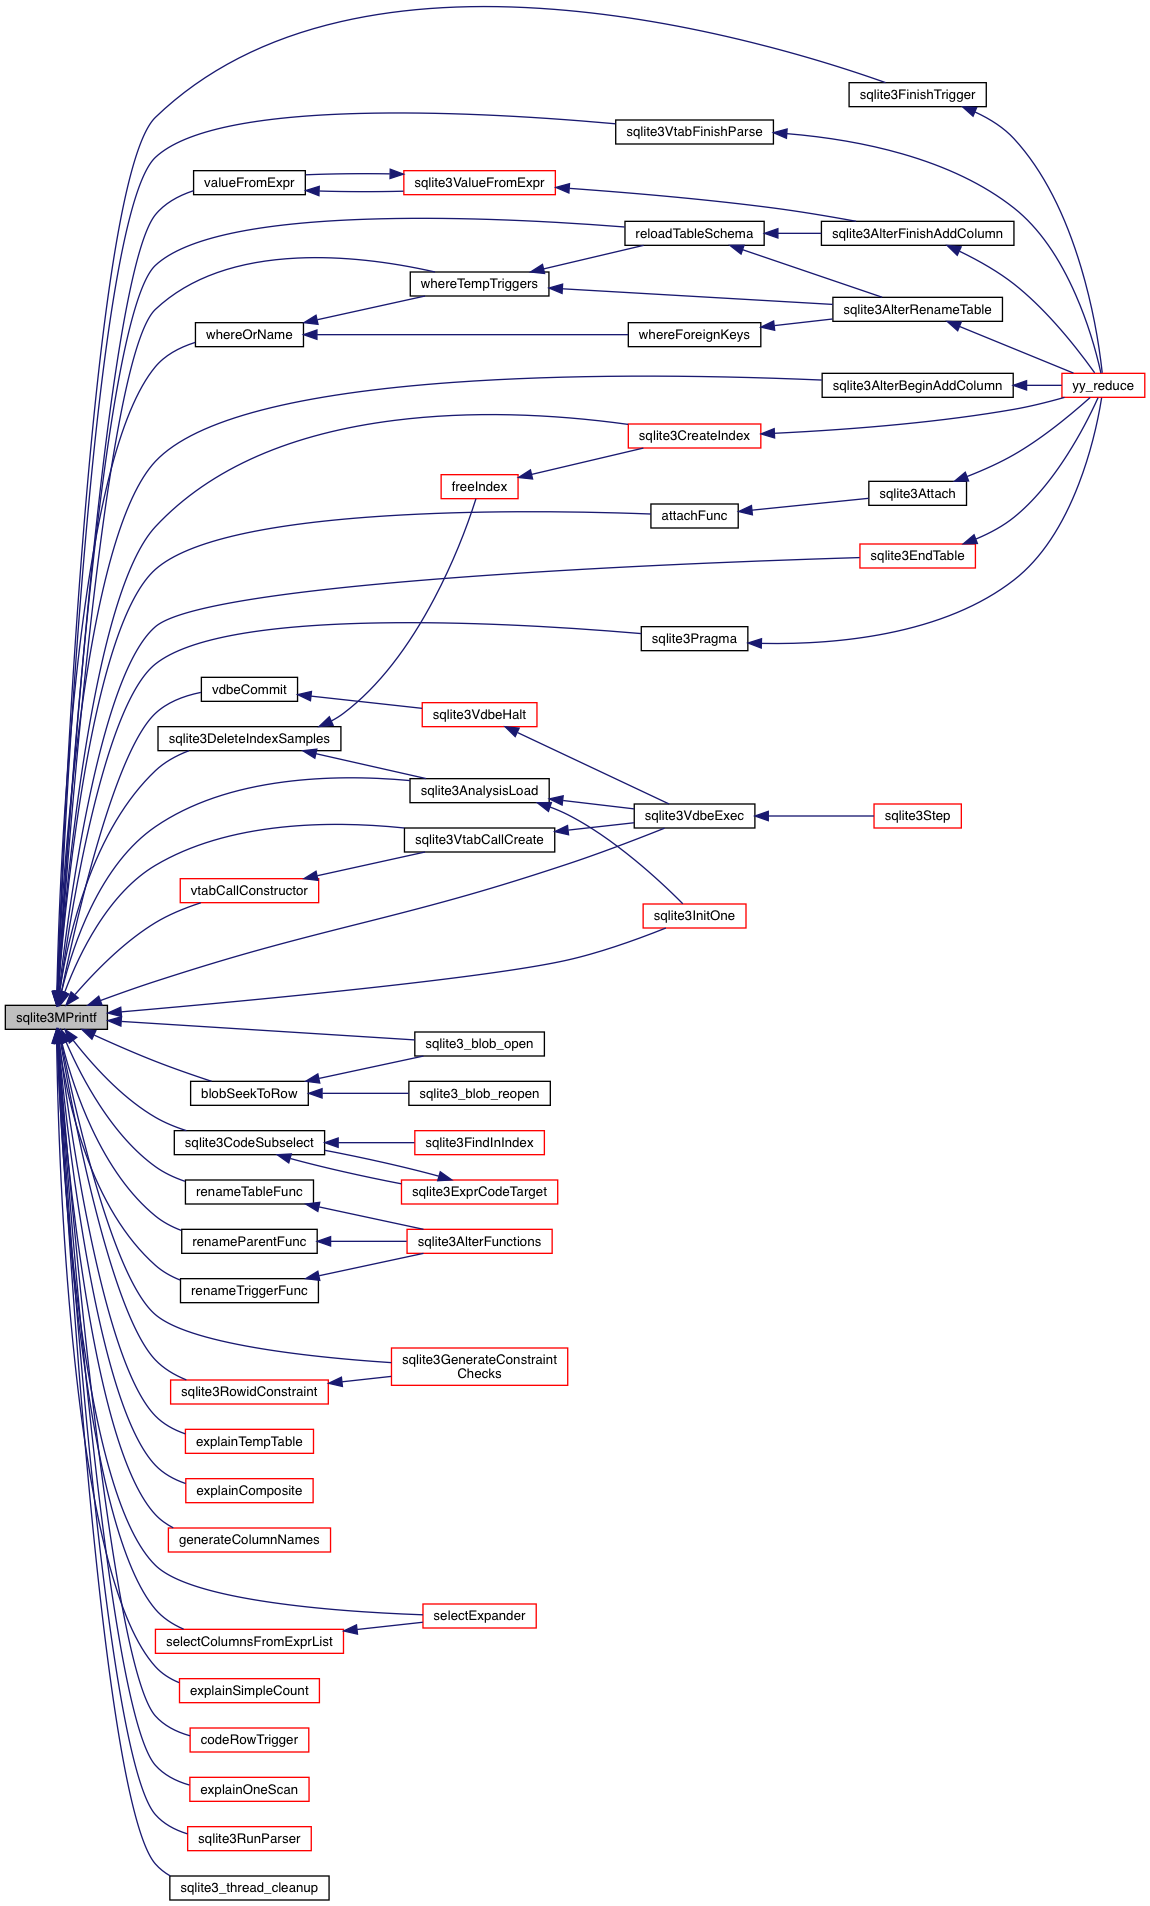 sqlite3FinishTrigger
sqlite3VtabFinishParse
valueFromExpr
sqlite3ValueFromExpr
reloadTableSchema
sqlite3AlterFinishAddColumn
whereTempTriggers
sqlite3AlterRenameTable
whereOrName
whereForeignKeys
sqlite3AlterBeginAddColumn
yy_reduce
sqlite3CreateIndex
freeIndex
sqlite3Attach
attachFunc
sqlite3EndTable
sqlite3Pragma
vdbeCommit
sqlite3VdbeHalt
sqlite3DeleteIndexSamples
sqlite3AnalysisLoad
sqlite3VdbeExec
sqlite3Step
sqlite3VtabCallCreate
vtabCallConstructor
sqlite3InitOne
sqlite3MPrintf
sqlite3_blob_open
blobSeekToRow
sqlite3_blob_reopen
sqlite3CodeSubselect
sqlite3FindInIndex
renameTableFunc
sqlite3ExprCodeTarget
renameParentFunc
sqlite3AlterFunctions
renameTriggerFunc
sqlite3GenerateConstraint
Checks
sqlite3RowidConstraint
explainTempTable
explainComposite
generateColumnNames
selectExpander
selectColumnsFromExprList
explainSimpleCount
codeRowTrigger
explainOneScan
sqlite3RunParser
sqlite3_thread_cleanup